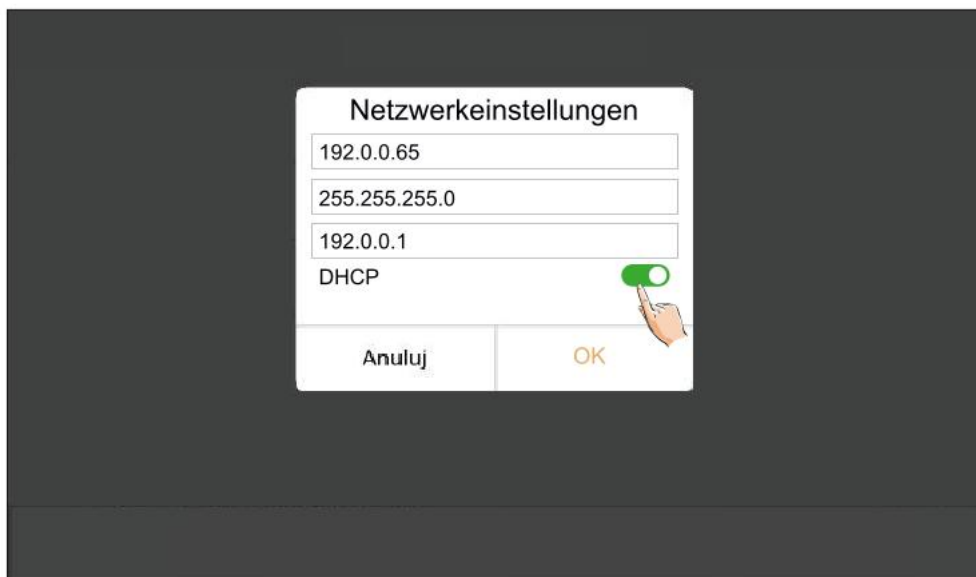 Netzwerkeinstellungen
192.0.0.65
255.255.255.0
192.0.0.1
DHCP
Anuluj
OK